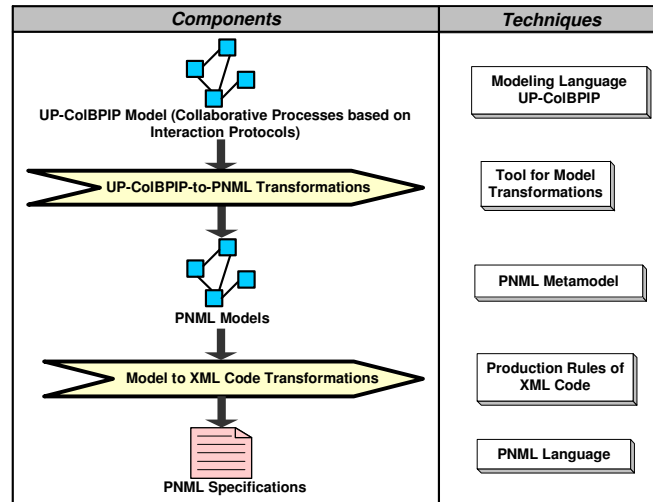 Components
Techniques
UP-ColBPIP Model (Collaborative Processes based on
Interaction Protocols)
Modeling Language
UP-ColBPIP
UP-ColBPIP-to-PNML Transformations
Tool for Model
Transformations
PNML Models
PNML Metamodel
Model to XML Code Transformations
Production Rules of
XML Code
PNML Specifications
PNML Language